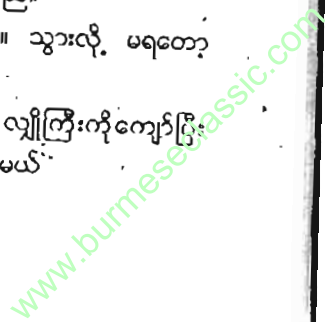 ။ သွားလို့ မရတော့
လျှိုကြီးကိုကျော်ပြီး
မယ်
www.burmeseclassic.com